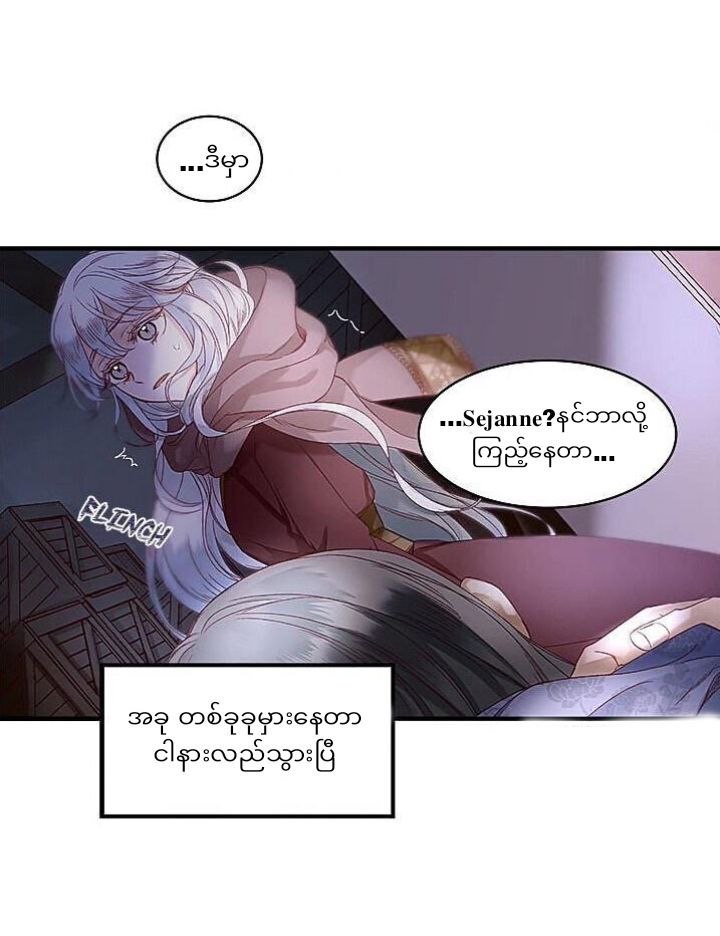 ...ဒီမှာ
...Sejanne?နင်ဘာလို့
ကြည့်နေတာ...
FLINCH
အခု တစ်ခုခုမှားနေတာ
ငါနားလည်သွားပြီ